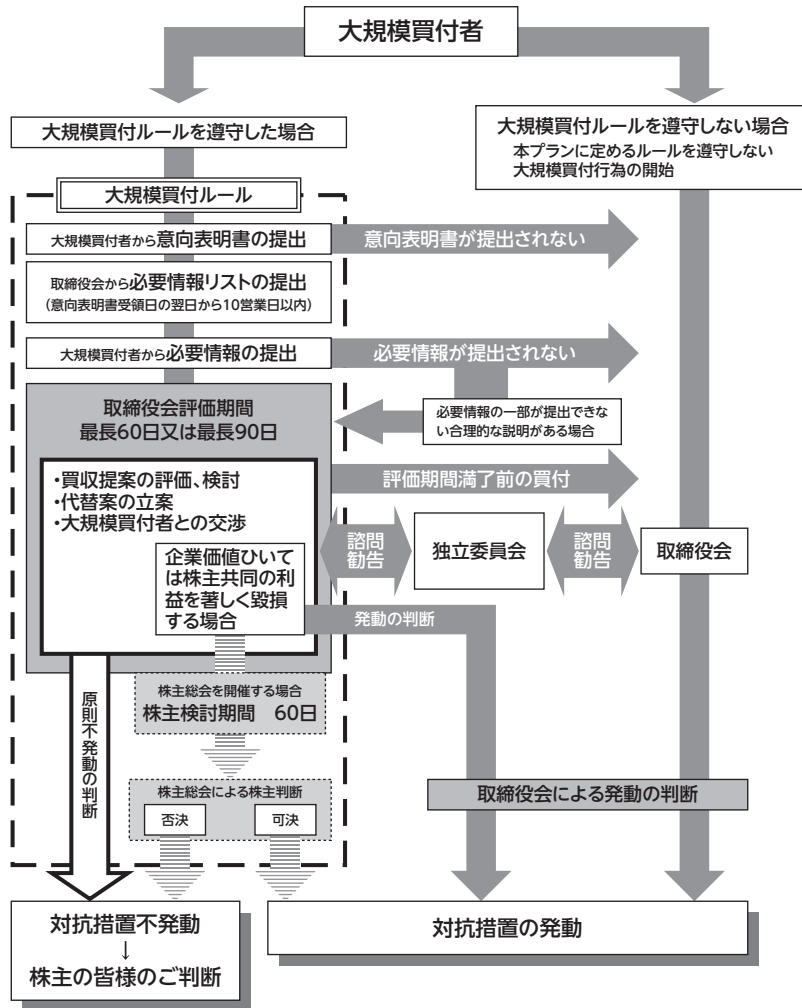 大規模買付者
大規模買付ルールを遵守した場合
大規模買付ルールを遵守しない場合
本プランに定めるルールを遵守しない
大規模買付行為の開始
大規模買付ルール
大規模買付者から意向表明書の提出
意向表明書が提出されない
取締役会から必要情報リストの提出
（意向表明書受領日の翌日から10営業日以内）
大規模買付者から必要情報の提出
必要情報が提出されない
取締役会評価期間
最長60日又は最長90日
必要情報の一部が提出できな
い合理的な説明がある場合
・買収提案の評価、検討
・代替案の立案
・大規模買付者との交渉
評価期間満了前の買付
諮問
勧告
独立委員会
諮問
勧告
取締役会
企業価値ひいて
は株主共同の利
益を著しく毀損
する場合
発動の判断
原則不発動の判断
株主総会を開催する場合
株主検討期間　60日
株主総会による株主判断
否決
可決
取締役会による発動の判断
対抗措置不発動
↓
株主の皆様のご判断
対抗措置の発動